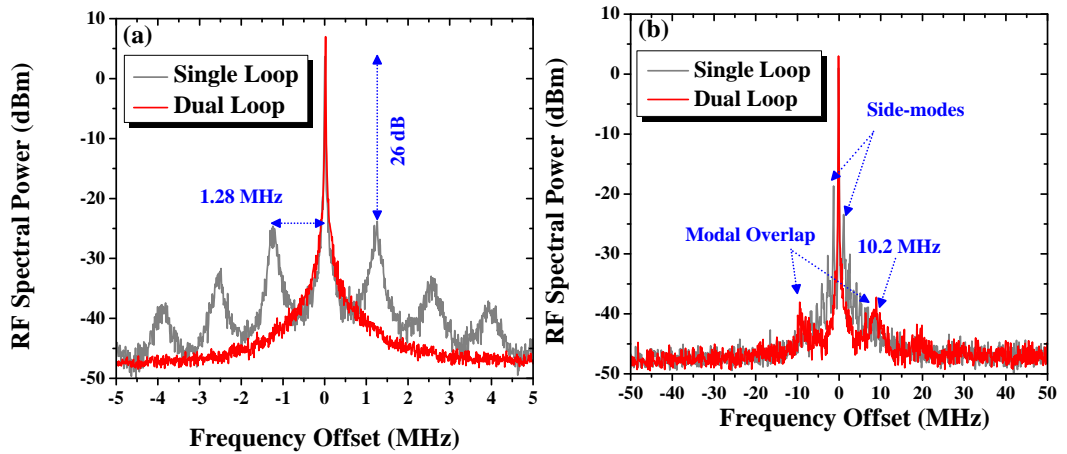 (a)
Single Loop
Dual Loop
26 dB
1.28 MHz
RF Spectral Power (dBm)
10
0
-10
-20
-30
-40
-50
-5 -4 -3 -2 -1 0 1 2 3 4 5
Frequency Offset (MHz)
(b)
Single Loop
Dual Loop
Side-modes
Modal Overlap
10.2 MHz
RF Spectral Power (dBm)
10
0
-10
-20
-30
-40
-50
-50 -40 -30 -20 -10 0 10 20 30 40 50
Frequency Offset (MHz)